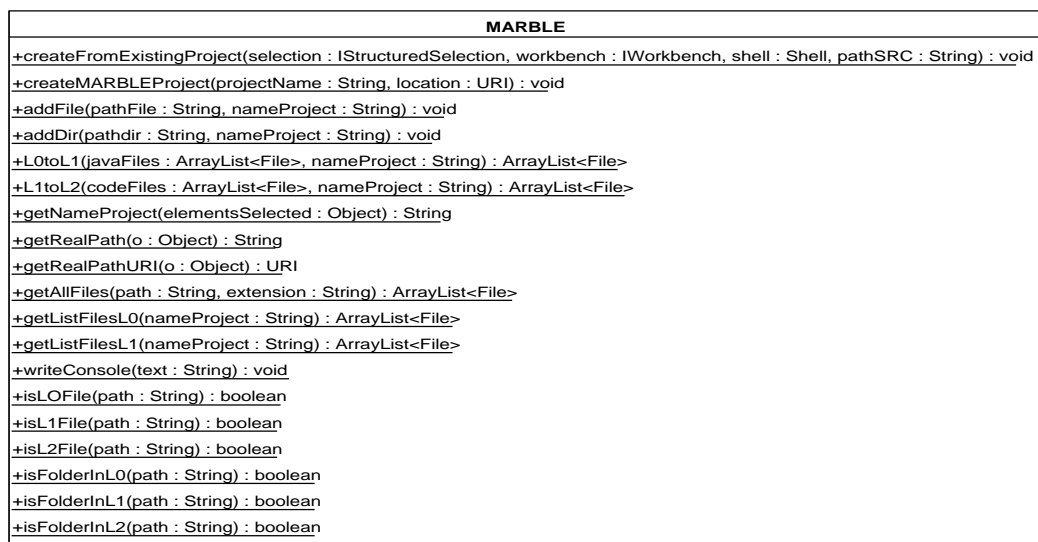 MARBLE
+createFromExistingProject(selection : IStructuredSelection, workbench : IWorkbench, shell : Shell, pathSRC : String) : void
+createMARBLEProject(projectName : String, location : URI) : void
+addFile(pathFile : String, nameProject : String) : void
+addDir(pathdir : String, nameProject : String) : void
+L0toL1(javaFiles : ArrayList<File>, nameProject : String) : ArrayList<File>
+L1toL2(codeFiles : ArrayList<File>, nameProject : String) : ArrayList<File>
+getNameProject(elementsSelected : Object) : String
+getRealPath(o : Object) : String
+getRealPathURI(o : Object) : URI
+getAllFiles(path : String, extension : String) : ArrayList<File>
+getListFilesL0(nameProject : String) : ArrayList<File>
+getListFilesL1(nameProject : String) : ArrayList<File>
+writeConsole(text : String) : void
+isLOFile(path : String) : boolean
+isL1File(path : String) : boolean
+isL2File(path : String) : boolean
+isFolderInL0(path : String) : boolean
+isFolderInL1(path : String) : boolean
+isFolderInL2(path : String) : boolean